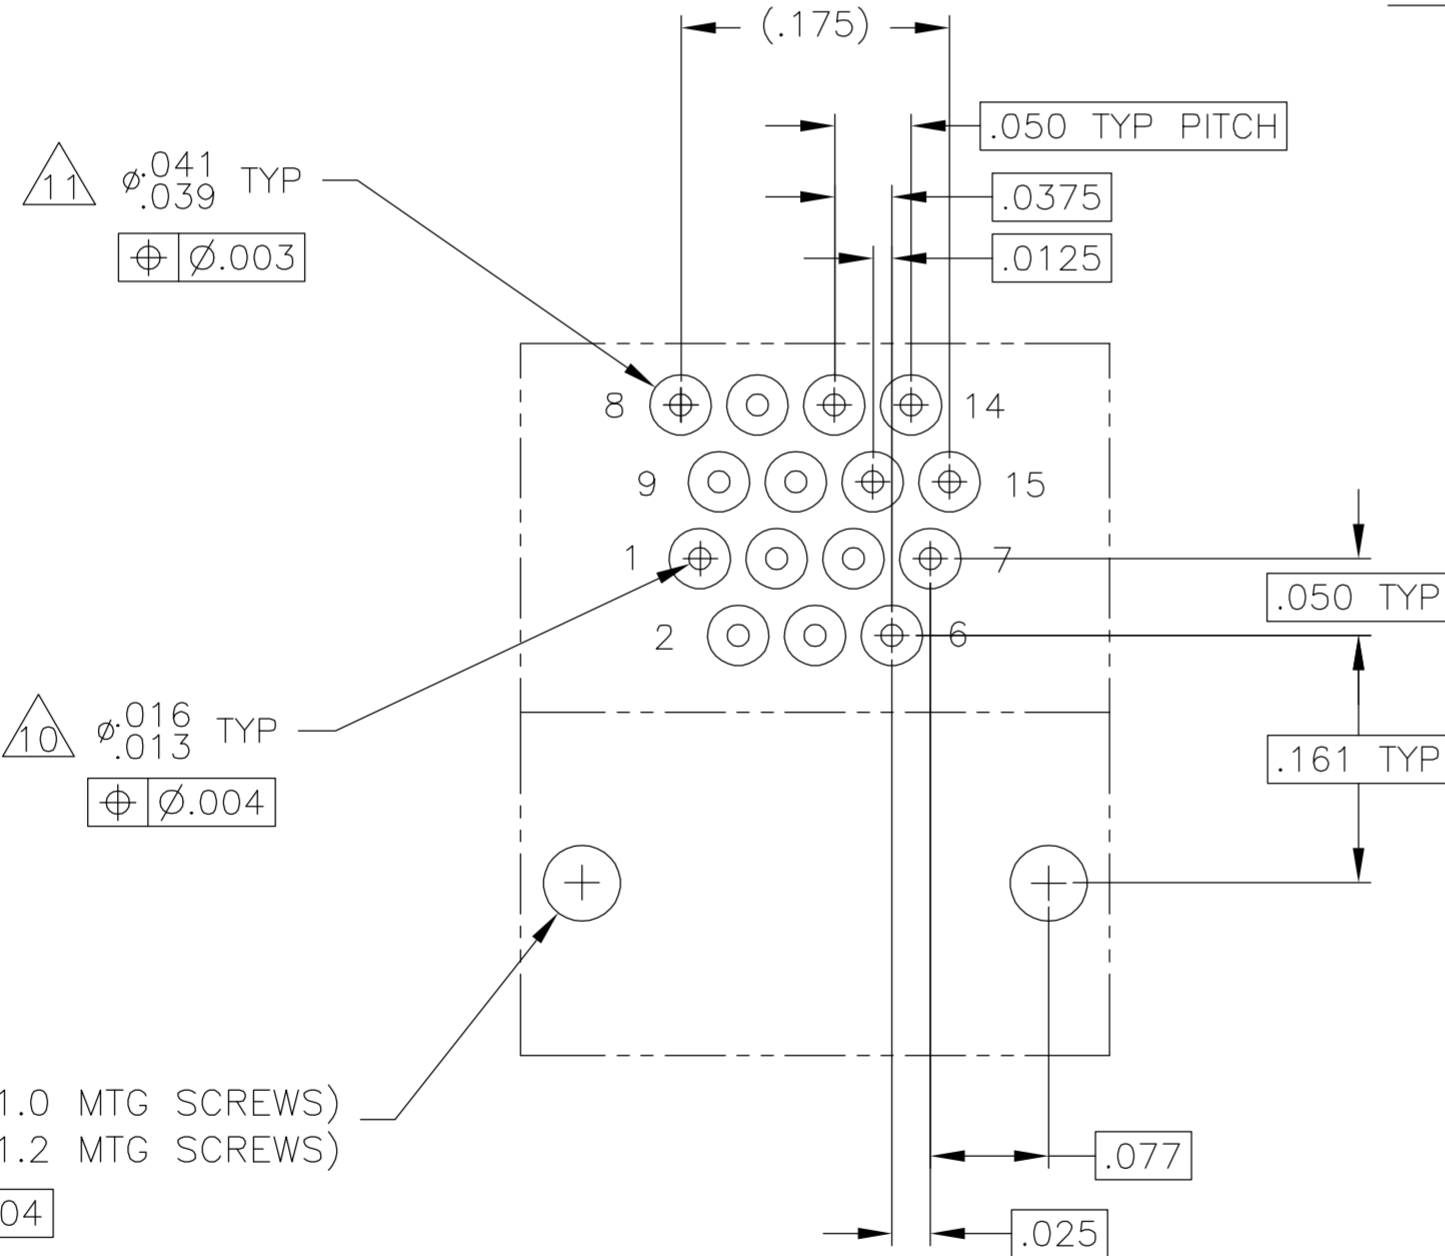 (.175)
.050 TYP PITCH
11
⌀.041 TYP
.039
.0375
⌖ ⌀.003
.0125
8
14
9
15
1
7
.050 TYP
2
6
10
⌀.016 TYP
.013
.161 TYP
⌖ ⌀.004
1.0 MTG SCREWS)
1.2 MTG SCREWS)
.077
04
.025